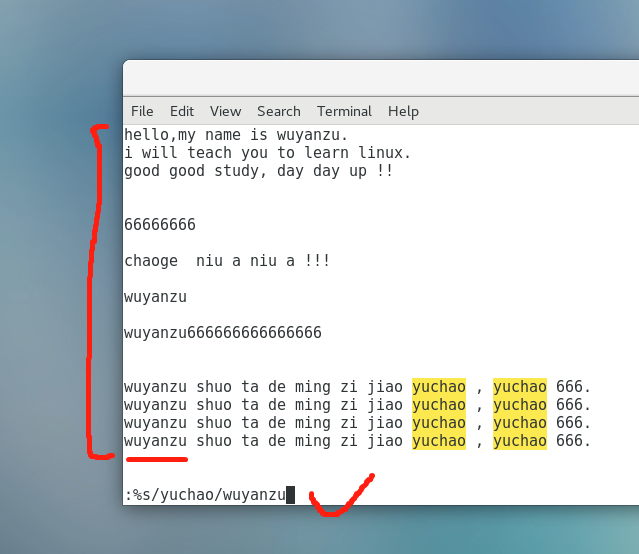 File Edit View Search Terminal Help
hello,my name is wuyanzu.
i will teach you to learn linux.
good good study, day day up !!
66666666
chaoge  niu a niu a !!!
wuyanzu
wuyanzu666666666666666
wuyanzu shuo ta de ming zi jiao yuchao , yuchao 666.
wuyanzu shuo ta de ming zi jiao yuchao , yuchao 666.
wuyanzu shuo ta de ming zi jiao yuchao , yuchao 666.
wuyanzu shuo ta de ming zi jiao yuchao , yuchao 666.
:%s/yuchao/wuyanzu